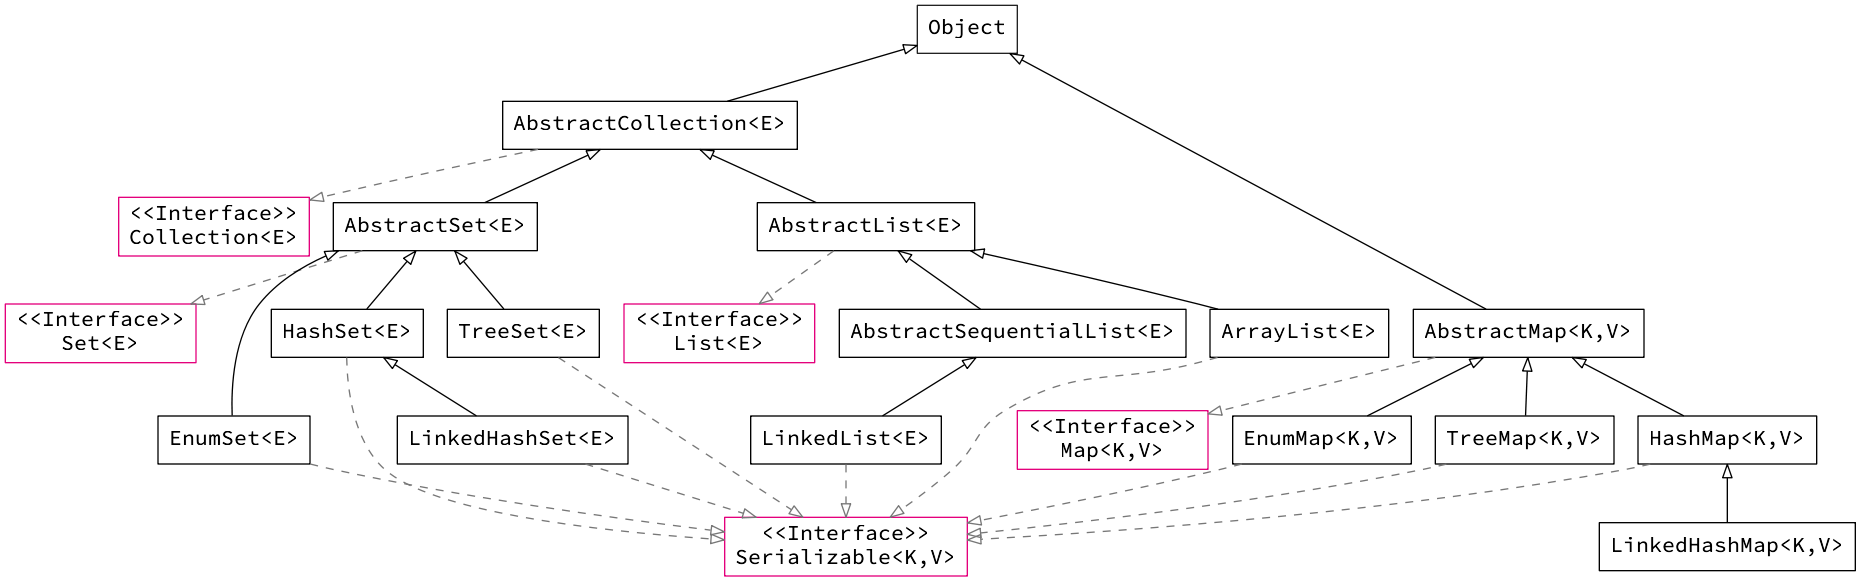 Object
AbstractCollection<E>
<<Interface>>
Collection<E>
AbstractSet<E>
AbstractList<E>
<<Interface>>
Set<E>
HashSet<E>
TreeSet<E>
<<Interface>>
List<E>
AbstractSequentialList<E>
ArrayList<E>
AbstractMap<K,V>
EnumSet<E>
LinkedHashSet<E>
LinkedList<E>
<<Interface>>
Map<K,V>
EnumMap<K,V>
TreeMap<K,V>
HashMap<K,V>
<<Interface>>
Serializable<K,V>
LinkedHashMap<K,V>